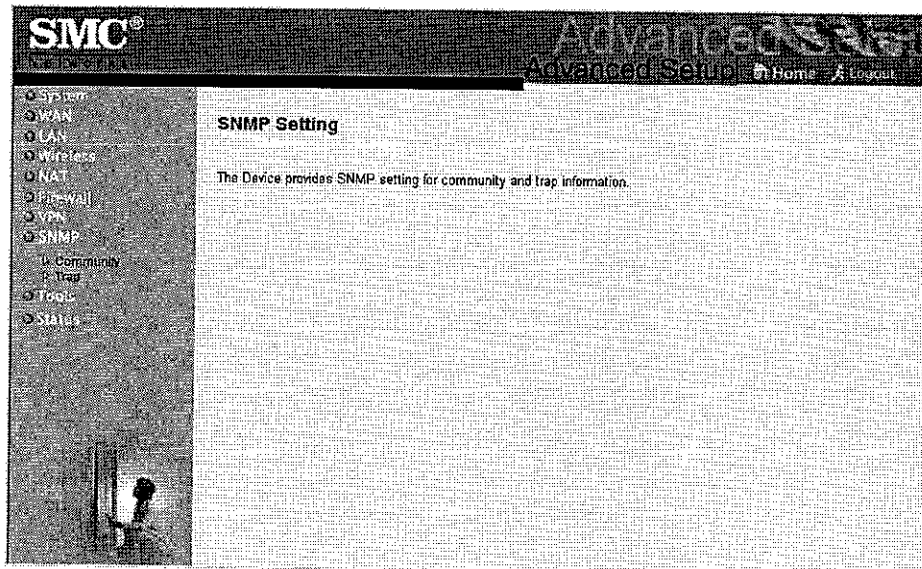 SMC®
NETWORKS
Advanced Setup
Home Logout
System
WAN
LAN
Wireless
NAT
Firewall
VPN
SNMP
Community
Trap
Tools
Status
SNMP Setting
The Device provides SNMP setting for community and trap information.